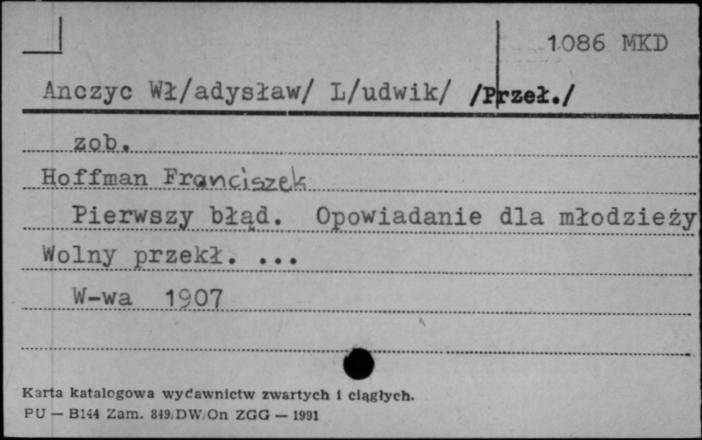 1086 MKD
Anczyc Wł/adysław/ L/udwik/ /Przeł./
zob.
Hoffman Franciszek
Pierwszy błąd. Opowiadanie dla młodzieży
Wolny przekł. ...
W-wa 1907
Karta katalogowa wydawnictw zwartych i ciągłych.
PU — B144 Zam. 849/DW/On ZGG — 1991